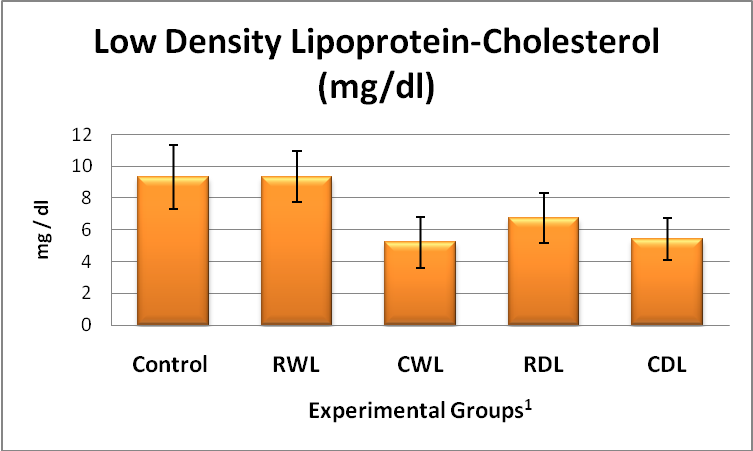 Low Density Lipoprotein-Cholesterol
(mg/dl)
12
10
8
6
4
2
0
mg / dl
Control RWL CWL RDL CDL
Experimental Groups¹